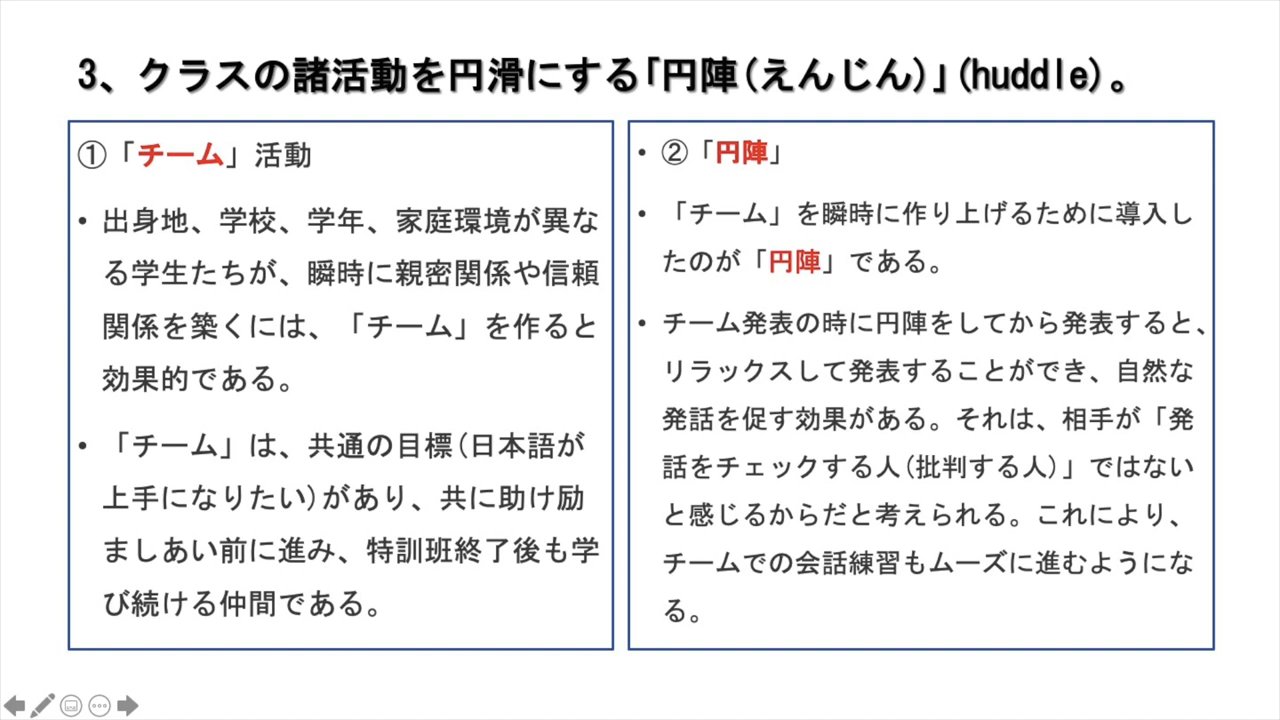 3、クラスの諸活動を円滑にする「円陣(えんじん)」(huddle)。
①「チーム」活動
• 出身地、学校、学年、家庭環境が異な
る学生たちが、瞬時に親密関係や信頼
関係を築くには、「チーム」を作ると
効果的である。
• 「チーム」は、共通の目標(日本語が
上手になりたい)があり、共に助け励
ましあい前に進み、特訓班終了後も学
び続ける仲間である。
• ②「円陣」
• 「チーム」を瞬時に作り上げるために導入し
たのが「円陣」である。
• チーム発表の時に円陣をしてから発表すると、
リラックスして発表することができ、自然な
発話を促す効果がある。それは、相手が「発
話をチェックする人(批判する人)」ではない
と感じるからだと考えられる。これにより、
チームでの会話練習もムーズに進むようにな
る。